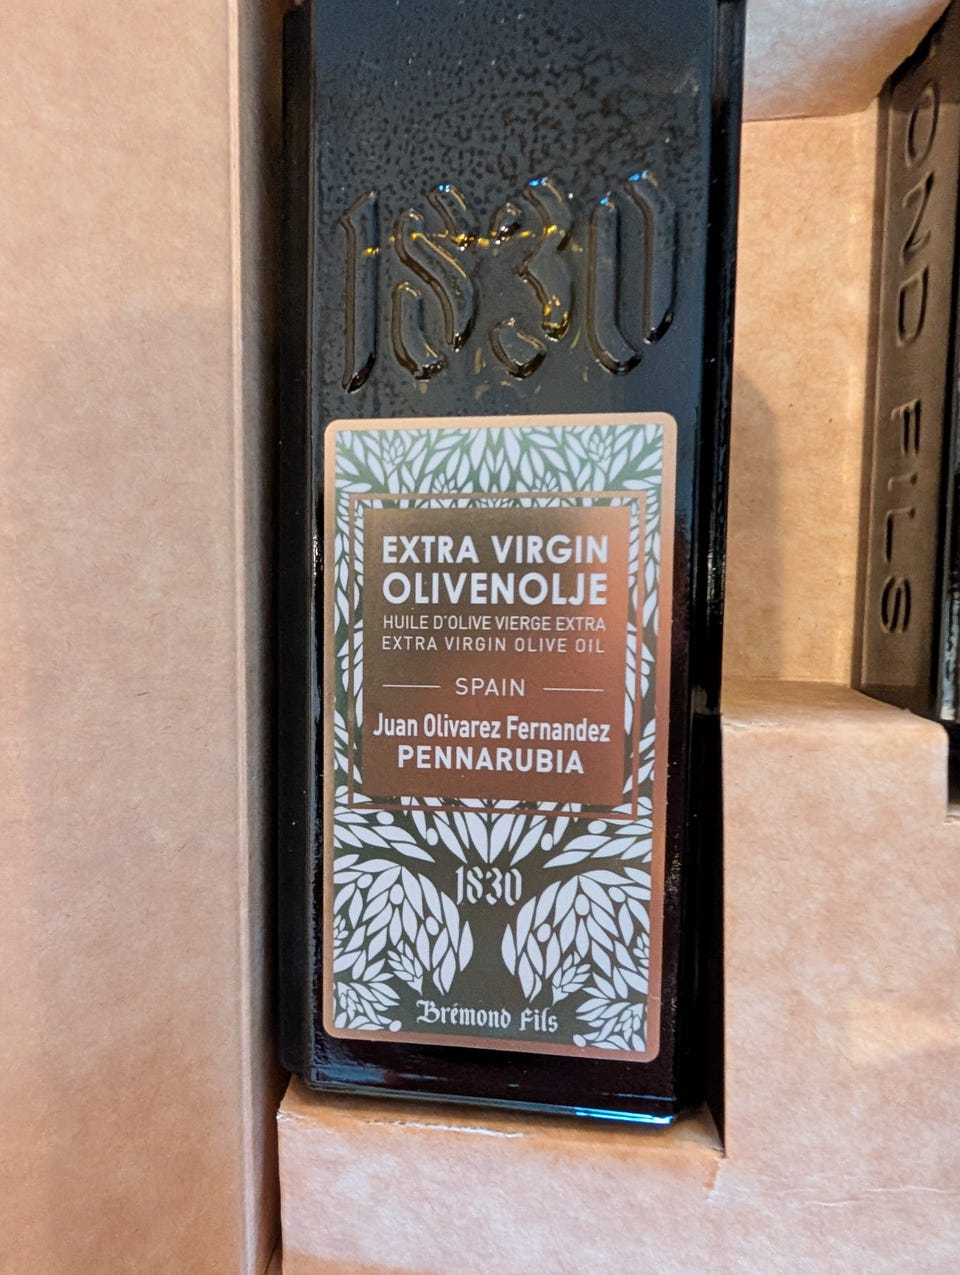 1830
EXTRA VIRGIN
OLIVENOLJE
HUILE D'OLIVE VIERGE EXTRA
EXTRA VIRGIN OLIVE OIL
SPAIN
Juan Olivarez Fernandez
PENNARUBIA
1830
Brémond Fils
OND FILS